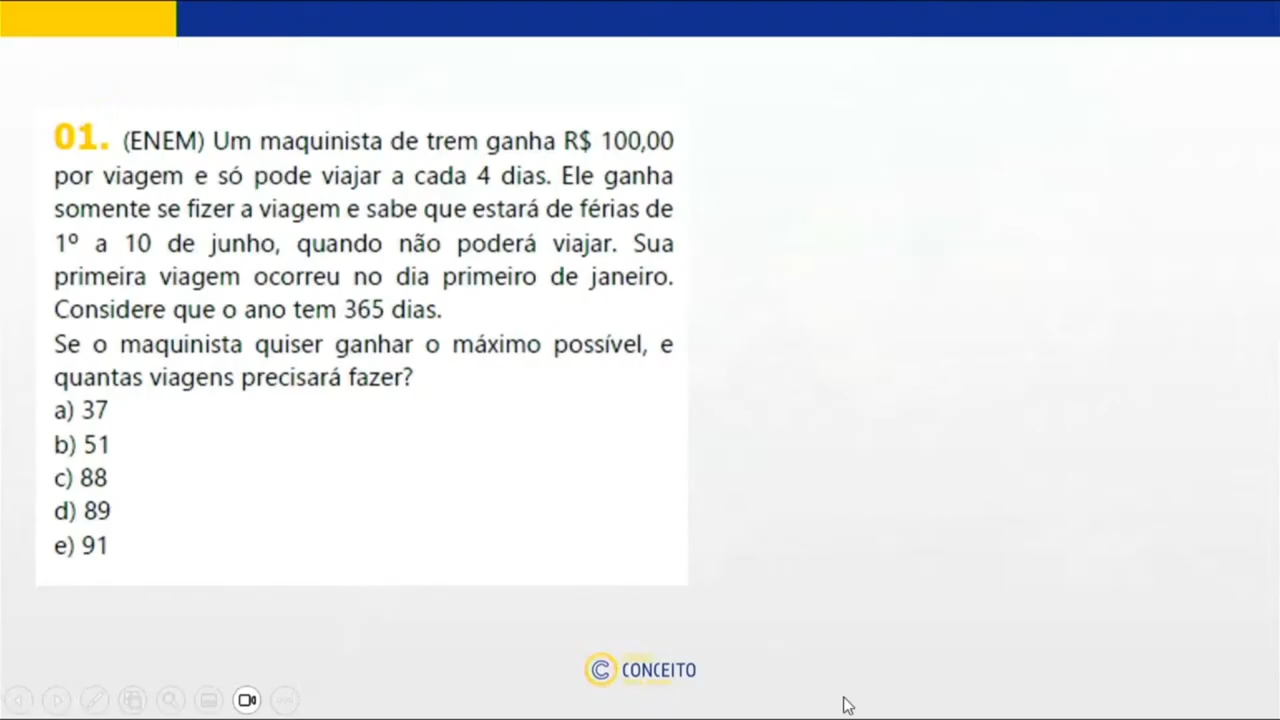 01. (ENEM) Um maquinista de trem ganha R$ 100,00
por viagem e só pode viajar a cada 4 dias. Ele ganha
somente se fizer a viagem e sabe que estará de férias de
1º a 10 de junho, quando não poderá viajar. Sua
primeira viagem ocorreu no dia primeiro de janeiro.
Considere que o ano tem 365 dias.
Se o maquinista quiser ganhar o máximo possível, e
quantas viagens precisará fazer?
a) 37
b) 51
c) 88
d) 89
e) 91
CONCEITO